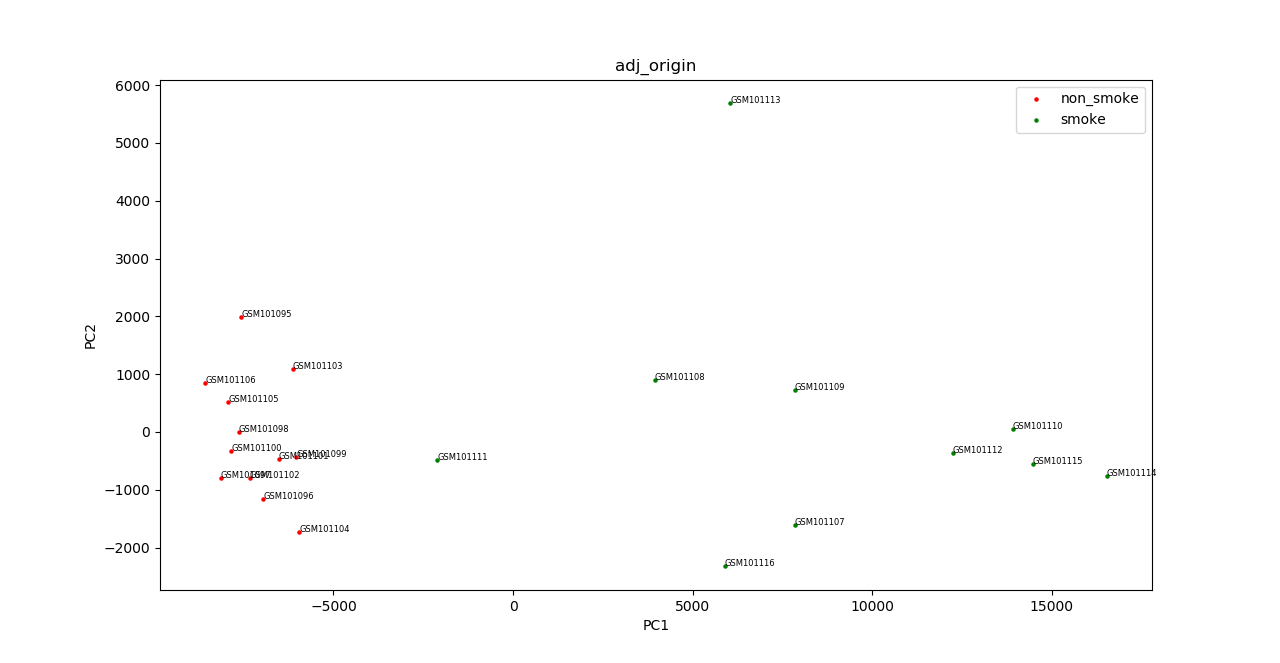 adj_origin
6000
5000
4000
3000
2000
1000
0
−1000
−2000
PC2
non_smoke
smoke
GSM101113
GSM101095
GSM101103
GSM101106
GSM101105
GSM101098
GSM101100
GSM101101
GSM101099
GSM101097
GSM101102
GSM101096
GSM101104
GSM101111
GSM101108
GSM101109
GSM101110
GSM101112
GSM101115
GSM101114
GSM101107
GSM101116
−5000
0
5000
10000
15000
PC1